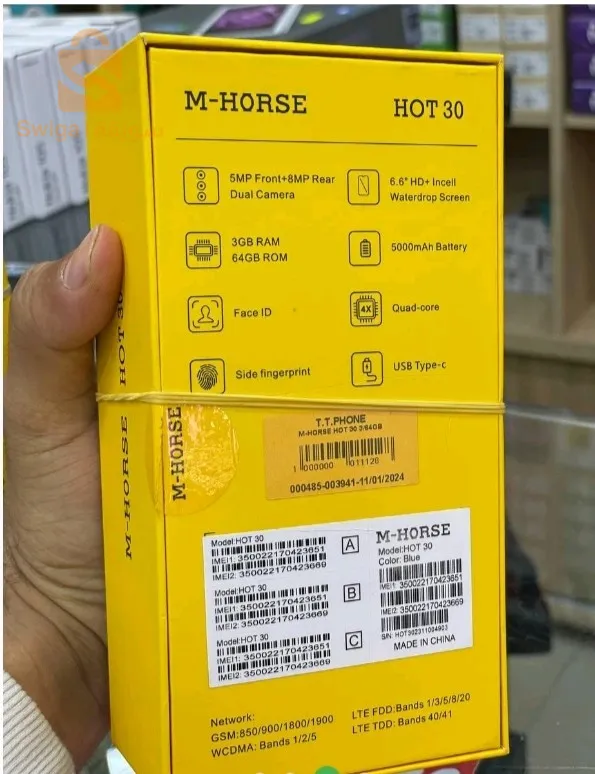 M-HORSE
HOT 30
5MP Front+8MP Rear
Dual Camera
6.6" HD+ Incell
Waterdrop Screen
3GB RAM
64GB ROM
5000mAh Battery
Face ID
4X
Quad-core
Side fingerprint
USB Type-c
M-HORSE HOT 30
M-HORSE
T.T.PHONE
M-HORSE HOT 30 3/64GB
1 000000 011128
000485-003941-11/01/2024
Model:HOT 30
IMEI1: 350022170423651
IMEI2: 350022170423669
A
Model:HOT 30
IMEI1: 350022170423651
IMEI2: 350022170423669
B
Model:HOT 30
IMEI1: 350022170423651
IMEI2: 350022170423669
C
M-HORSE
Model:HOT 30
Color: Blue
IMEI1: 350022170423651
IMEI2: 350022170423669
MADE IN CHINA
Network:
GSM:850/900/1800/1900
WCDMA: Bands 1/2/5
LTE FDD:Bands 1/3/5/8/20
LTE TDD: Bands 40/41